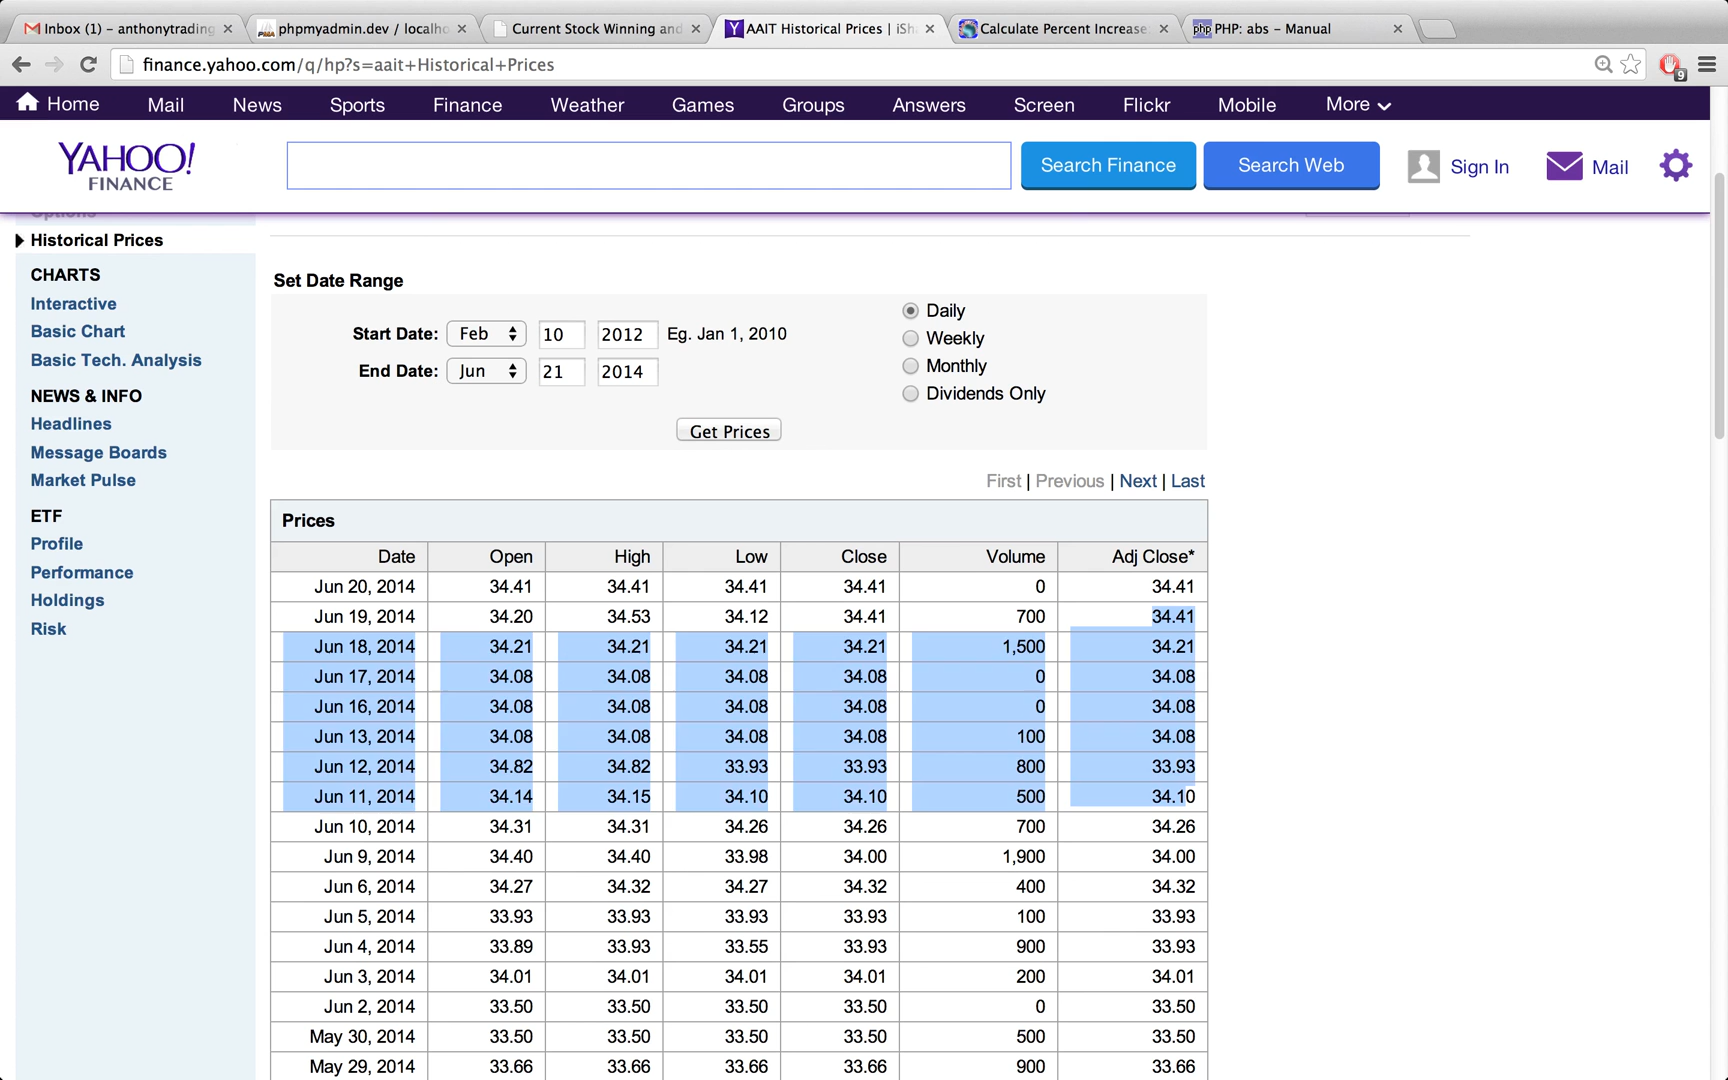 Inbox (1) – anthonytrading
phpmyadmin.dev / localho
Current Stock Winning and
AAIT Historical Prices | iSh
Calculate Percent Increase
php PHP: abs – Manual
finance.yahoo.com/q/hp?s=aait+Historical+Prices
9
Home Mail News Sports Finance Weather Games Groups Answers Screen Flickr Mobile More
YAHOO! FINANCE
Search Finance
Search Web
Sign In
Mail
Options
Historical Prices
CHARTS
Interactive
Basic Chart
Basic Tech. Analysis
NEWS & INFO
Headlines
Message Boards
Market Pulse
ETF
Profile
Performance
Holdings
Risk
Set Date Range
Start Date: Feb 10 2012 Eg. Jan 1, 2010
End Date: Jun 21 2014
Daily
Weekly
Monthly
Dividends Only
Get Prices
First | Previous | Next | Last
Prices
Date Open High Low Close Volume Adj Close*
Jun 20, 2014 34.41 34.41 34.41 34.41 0 34.41
Jun 19, 2014 34.20 34.53 34.12 34.41 700 34.41
Jun 18, 2014 34.21 34.21 34.21 34.21 1,500 34.21
Jun 17, 2014 34.08 34.08 34.08 34.08 0 34.08
Jun 16, 2014 34.08 34.08 34.08 34.08 0 34.08
Jun 13, 2014 34.08 34.08 34.08 34.08 100 34.08
Jun 12, 2014 34.82 34.82 33.93 33.93 800 33.93
Jun 11, 2014 34.14 34.15 34.10 34.10 500 34.10
Jun 10, 2014 34.31 34.31 34.26 34.26 700 34.26
Jun 9, 2014 34.40 34.40 33.98 34.00 1,900 34.00
Jun 6, 2014 34.27 34.32 34.27 34.32 400 34.32
Jun 5, 2014 33.93 33.93 33.93 33.93 100 33.93
Jun 4, 2014 33.89 33.93 33.55 33.93 900 33.93
Jun 3, 2014 34.01 34.01 34.01 34.01 200 34.01
Jun 2, 2014 33.50 33.50 33.50 33.50 0 33.50
May 30, 2014 33.50 33.50 33.50 33.50 500 33.50
May 29, 2014 33.66 33.66 33.66 33.66 900 33.66